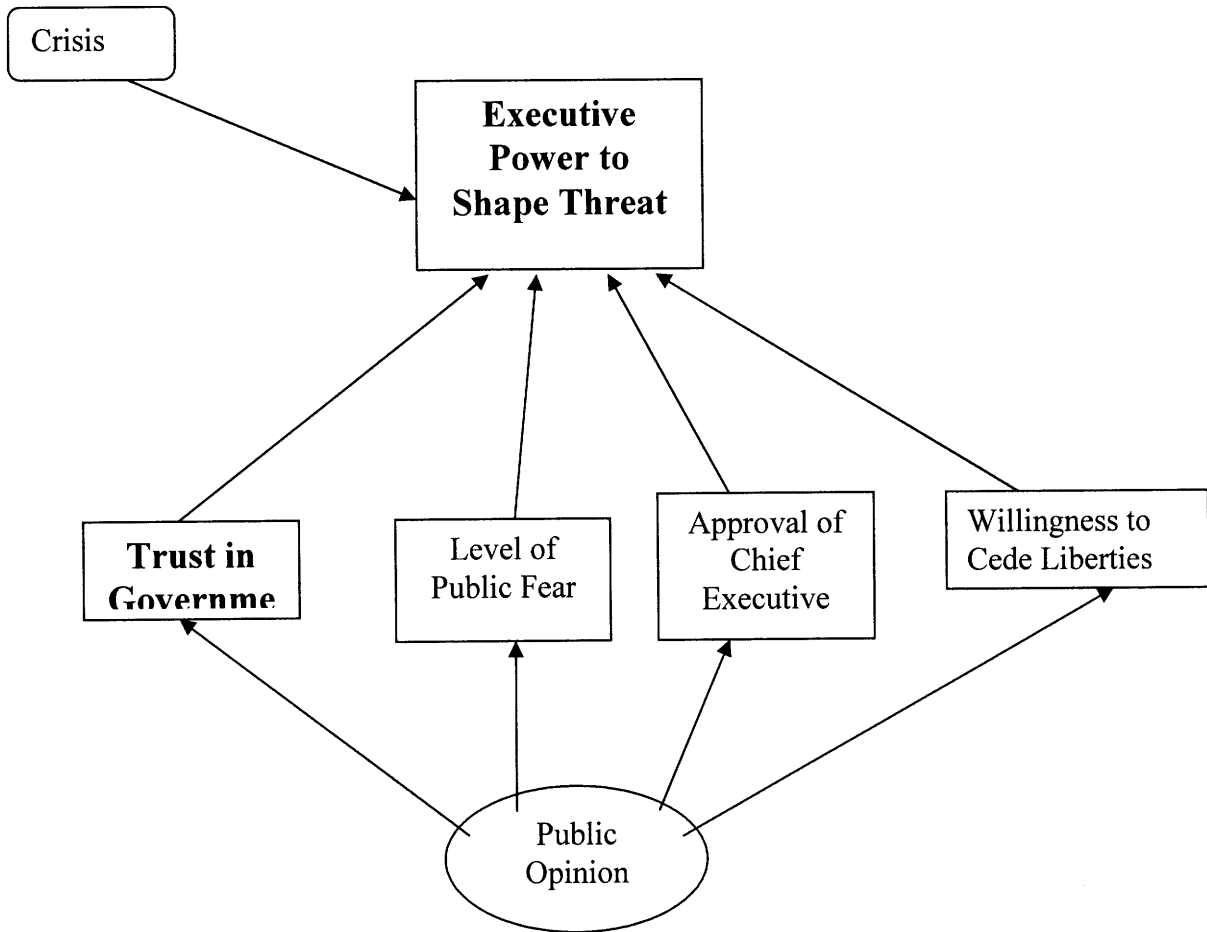 Crisis
Executive
Power to
Shape Threat
Trust in
Governme
Level of
Public Fear
Approval of
Chief
Executive
Willingness to
Cede Liberties
Public
Opinion